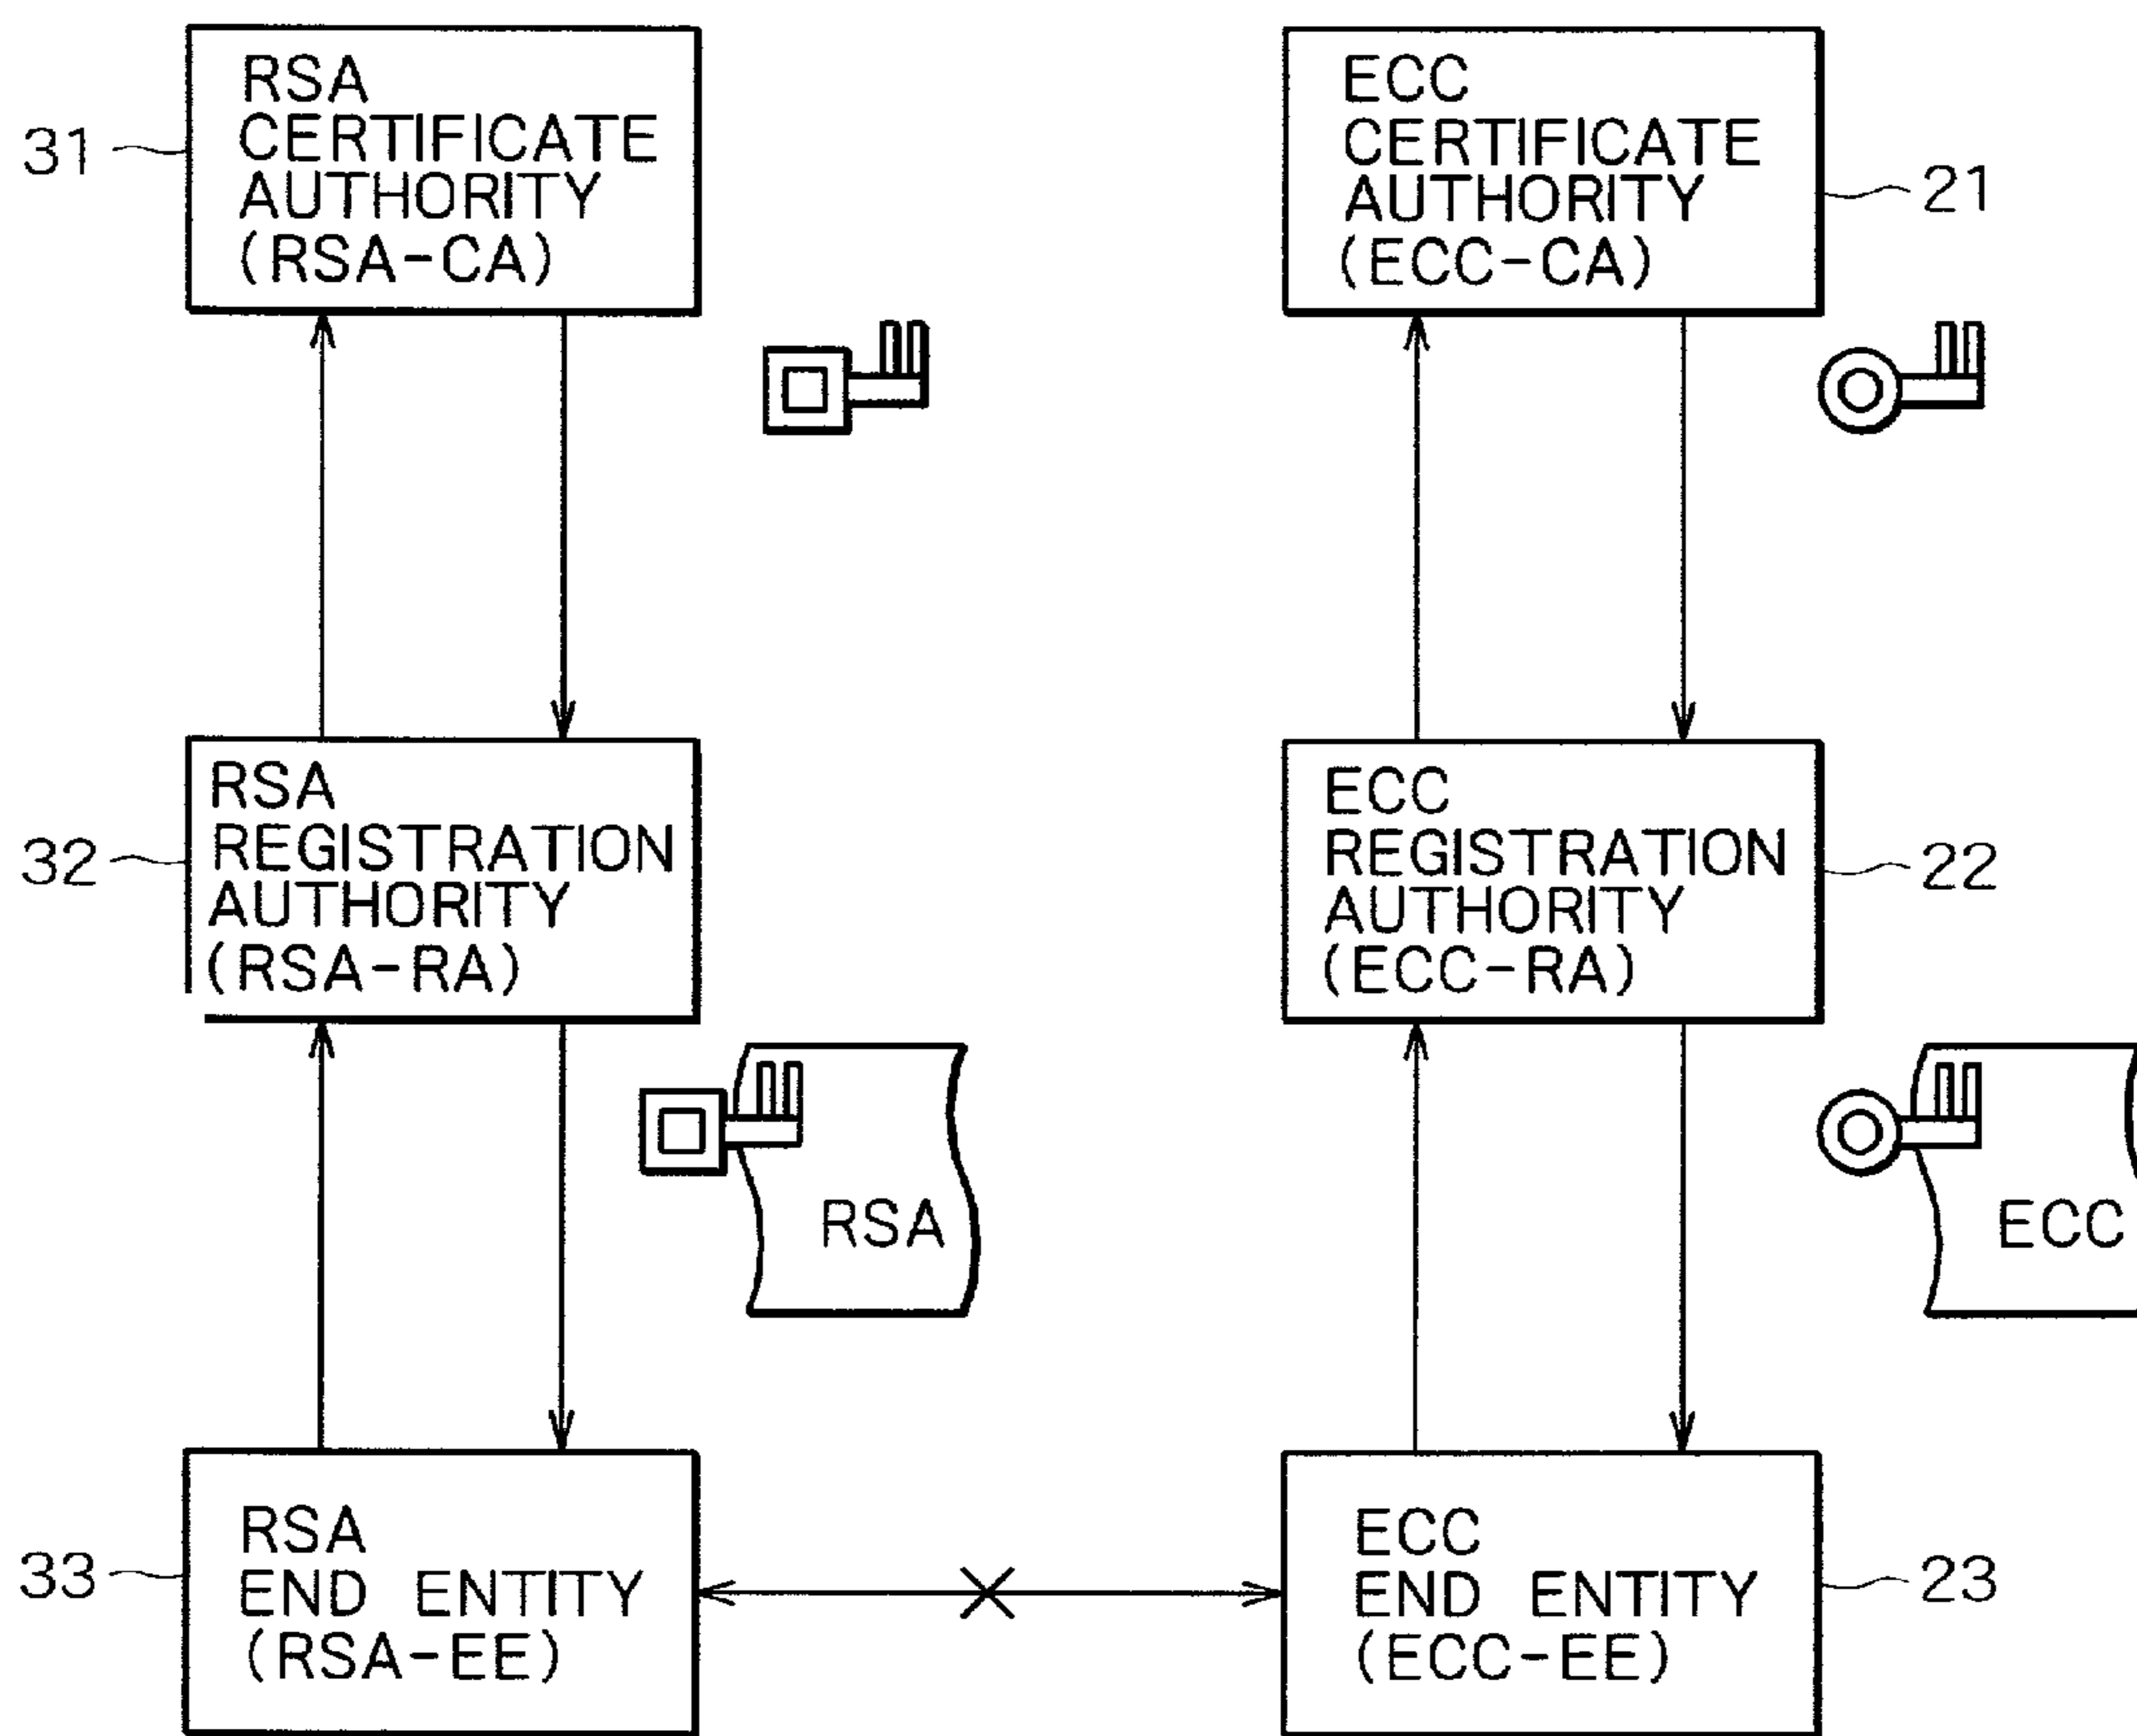 RSA
CERTIFICATE
AUTHORITY
(RSA-CA)
31
ECC
CERTIFICATE
AUTHORITY
(ECC-CA)
21
RSA
REGISTRATION
AUTHORITY
(RSA-RA)
32
ECC
REGISTRATION
AUTHORITY
(ECC-RA)
22
RSA
ECC
RSA
END ENTITY
(RSA-EE)
33
ECC
END ENTITY
(ECC-EE)
23